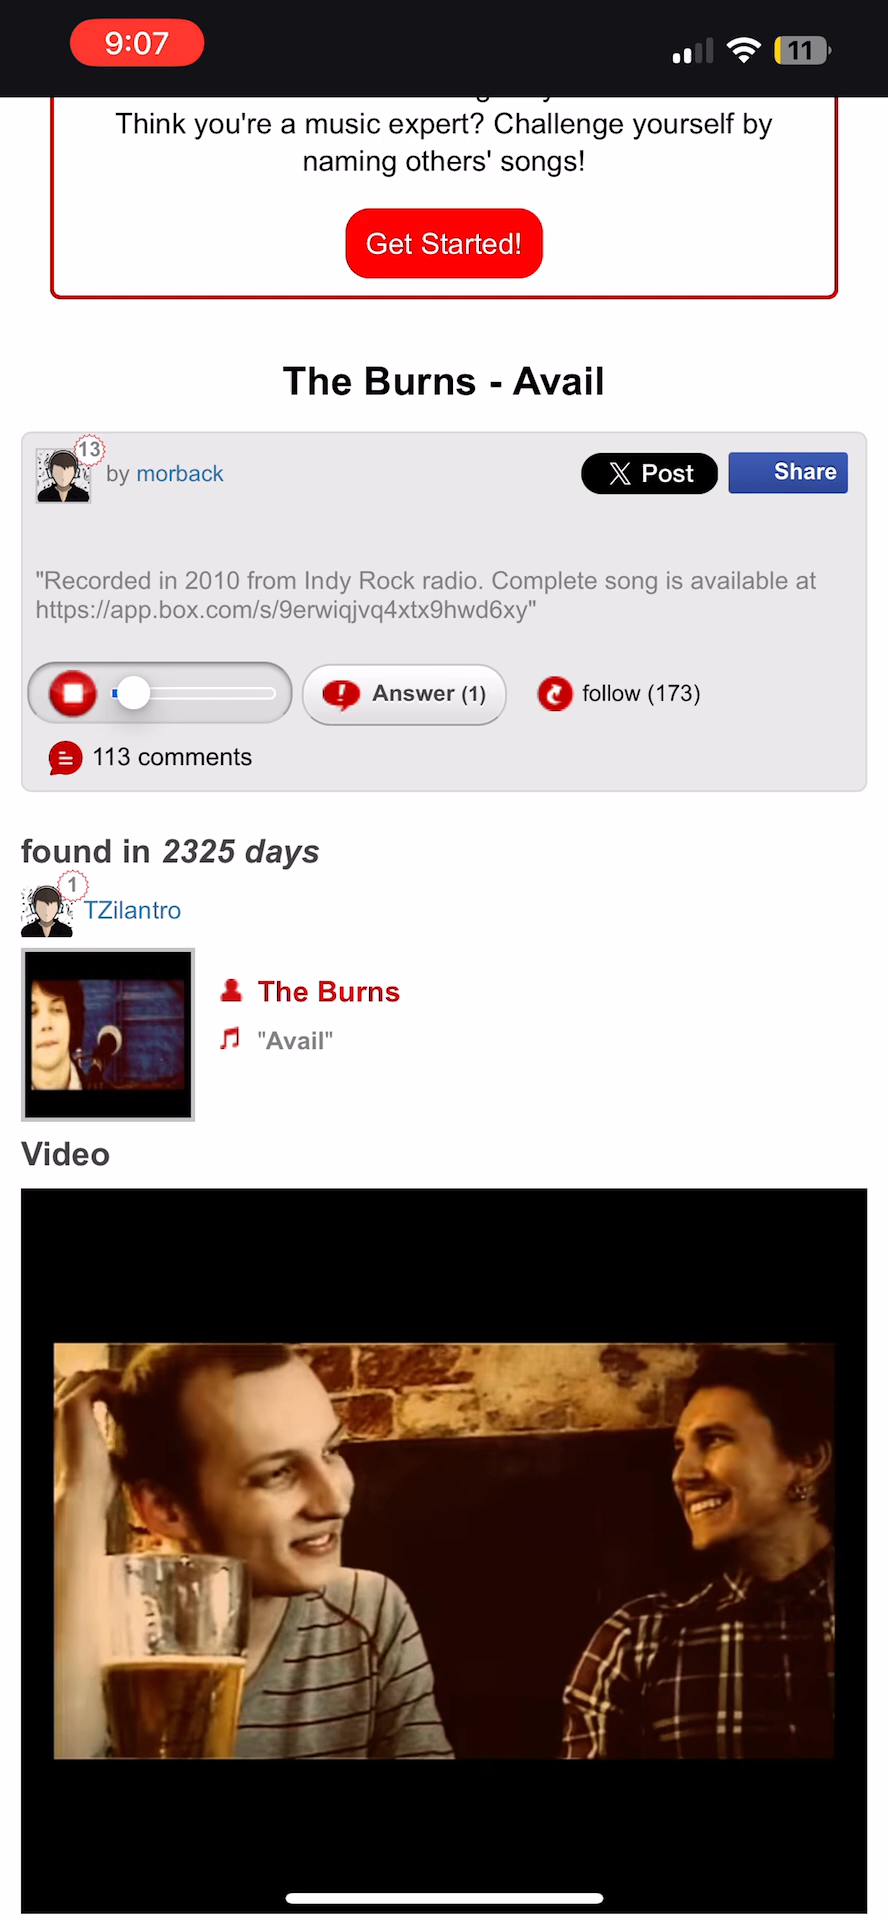 9:07
11
Think you're a music expert? Challenge yourself by
naming others' songs!
Get Started!
The Burns - Avail
13
by morback
Post
Share
"Recorded in 2010 from Indy Rock radio. Complete song is available at
https://app.box.com/s/9erwiqjvq4xtx9hwd6xy"
Answer (1)
follow (173)
113 comments
found in 2325 days
1
TZilantro
The Burns
"Avail"
Video